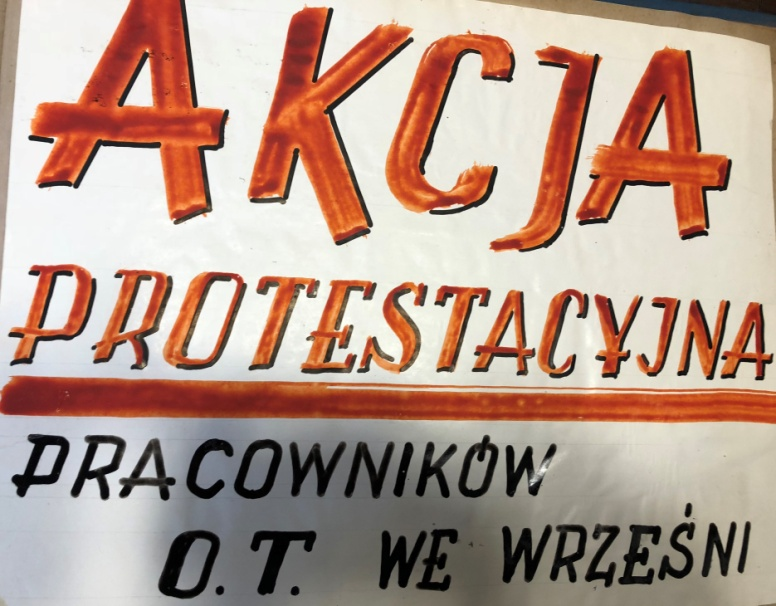 AKCJA
PROTESTACYJNA
PRACOWNIKÓW
O.T. WE WRZEŚNI